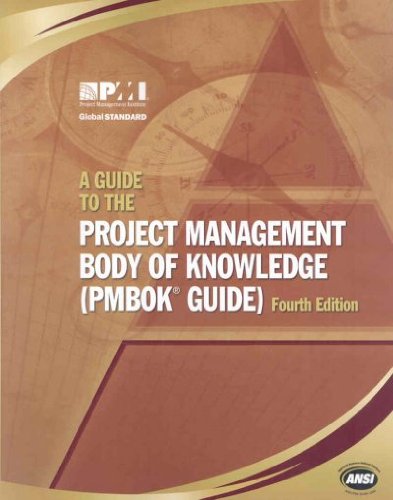 PMI
Project Management Institute
Global STANDARD
A GUIDE
TO THE
PROJECT MANAGEMENT
BODY OF KNOWLEDGE
(PMBOK® GUIDE) Fourth Edition
ANSI